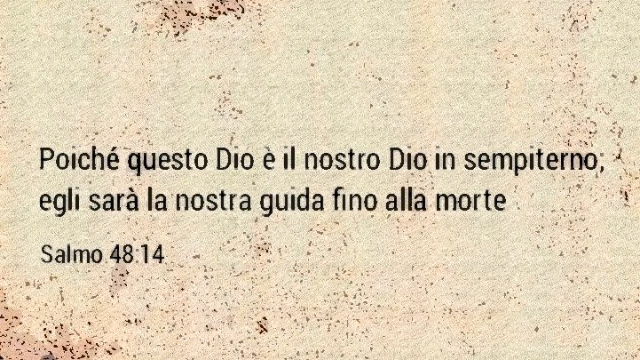 Poiché questo Dio è il nostro Dio in sempiterno;
egli sarà la nostra guida fino alla morte
Salmo 48:14